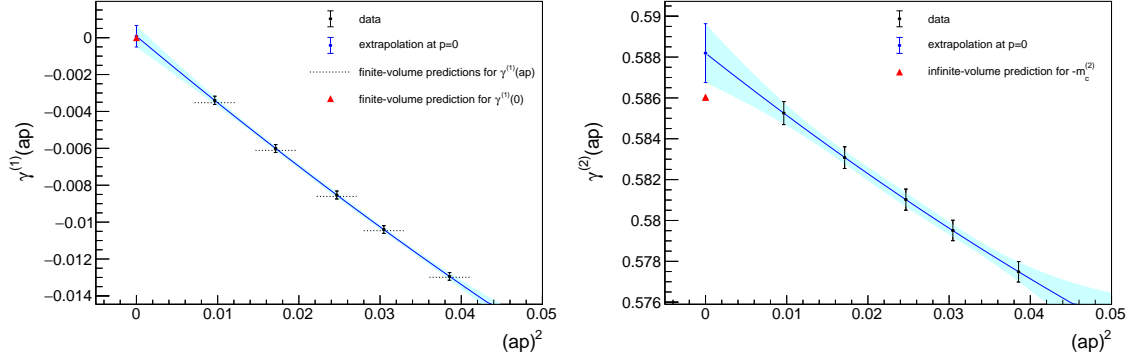 data
extrapolation at p=0
finite-volume predictions for γ^(1)(ap)
finite-volume prediction for γ^(1)(0)
γ^(1)(ap)
0
−0.002
−0.004
−0.006
−0.008
−0.01
−0.012
−0.014
0 0.01 0.02 0.03 0.04 0.05
(ap)^2
data
extrapolation at p=0
infinite-volume prediction for -m_c^(2)
γ^(2)(ap)
0.59
0.588
0.586
0.584
0.582
0.58
0.578
0.576
0 0.01 0.02 0.03 0.04 0.05
(ap)^2